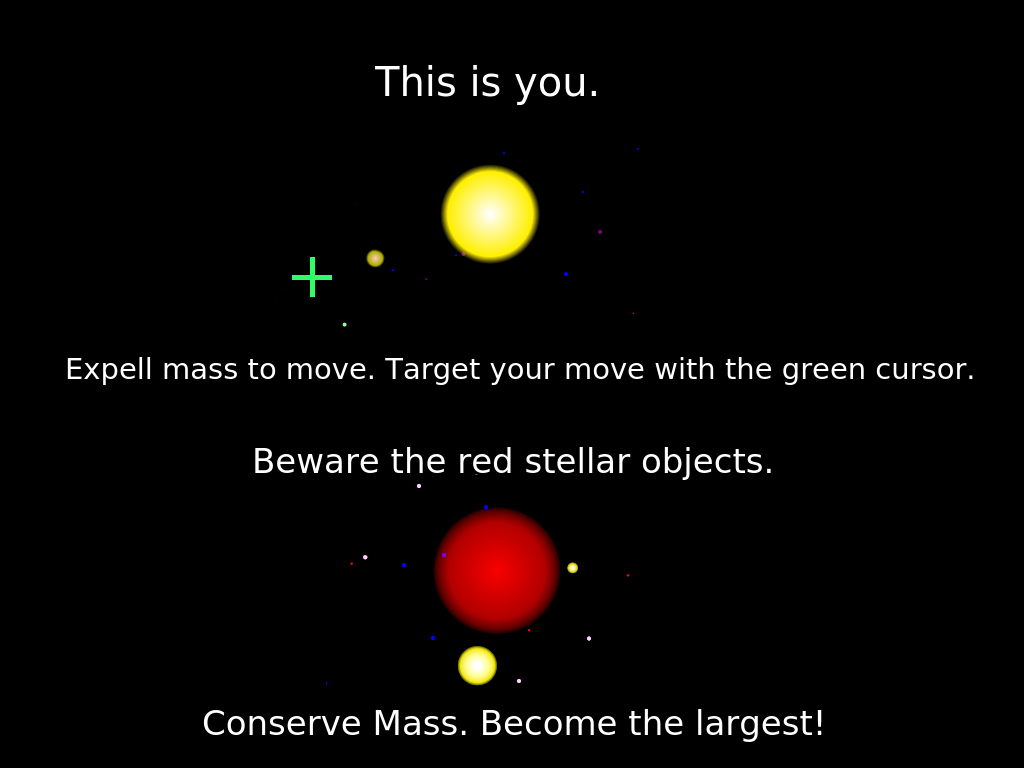 This is you.
Expell mass to move. Target your move with the green cursor.
Beware the red stellar objects.
Conserve Mass. Become the largest!